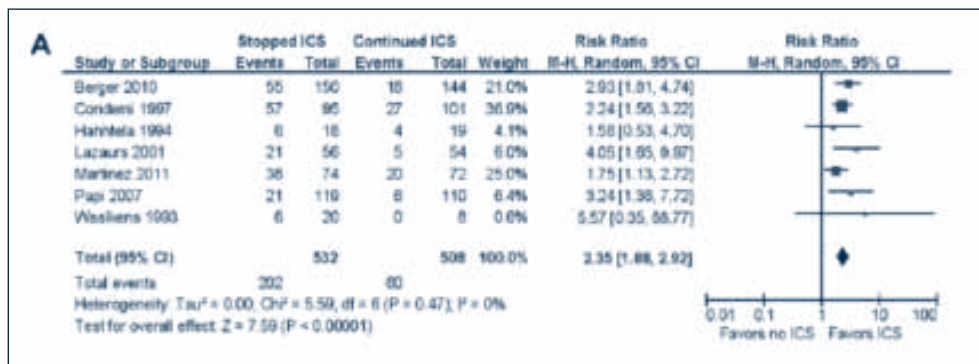 A
Stopped ICS Continued ICS Risk Ratio Risk Ratio
Study or Subgroup Events Total Events Total Weight M-H, Random, 95% CI M-H, Random, 95% CI
Berger 2010 55 150 18 144 21.0% 2.93 [1.81, 4.74]
Condemi 1997 57 95 27 101 36.9% 2.24 [1.56, 3.22]
1994 6 18 4 19 4.1% 1.58 [0.53, 4.70]
Lazaurs 2001 21 56 5 54 6.0% 4.05 [1.65, 9.97]
Martinez 2011 36 74 20 72 25.0% 1.75 [1.13, 2.72]
Papi 2007 21 119 6 110 6.4% 3.24 [1.36, 7.72]
1993 6 20 0 8 0.6% 5.57 [0.35, 88.77]
Total (95% CI) 532 508 100.0% 2.35 [1.88, 2.92]
Total events 202 80
Heterogeneity: Tau² = 0.00; Chi² = 5.59, df = 6 (P = 0.47); I² = 0%
Test for overall effect: Z = 7.59 (P < 0.00001)
0.01 0.1 1 10 100
Favors no ICS Favors ICS